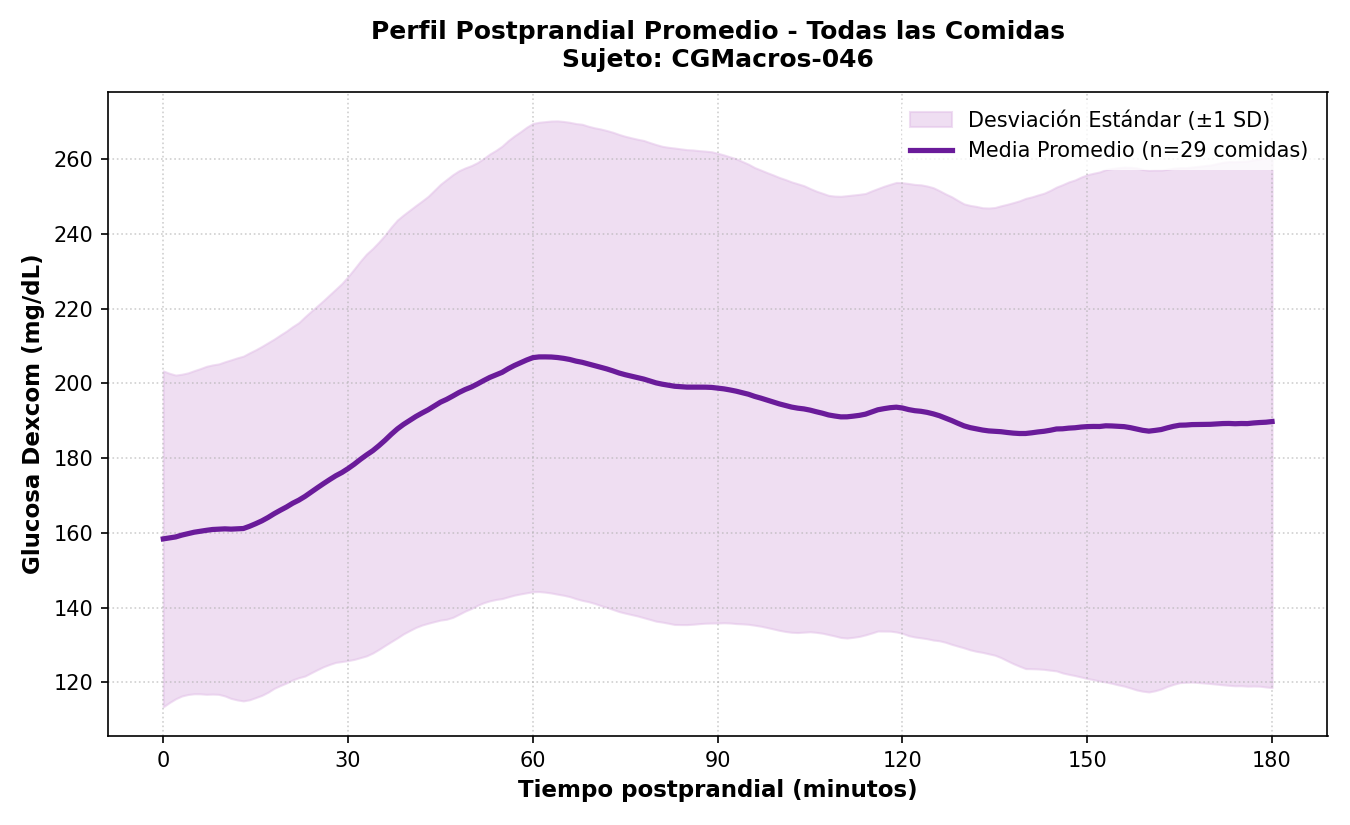 Perfil Postprandial Promedio - Todas las Comidas
Sujeto: CGMacros-046
Desviación Estándar (±1 SD)
Media Promedio (n=29 comidas)
Glucosa Dexcom (mg/dL)
260
240
220
200
180
160
140
120
0 30 60 90 120 150 180
Tiempo postprandial (minutos)